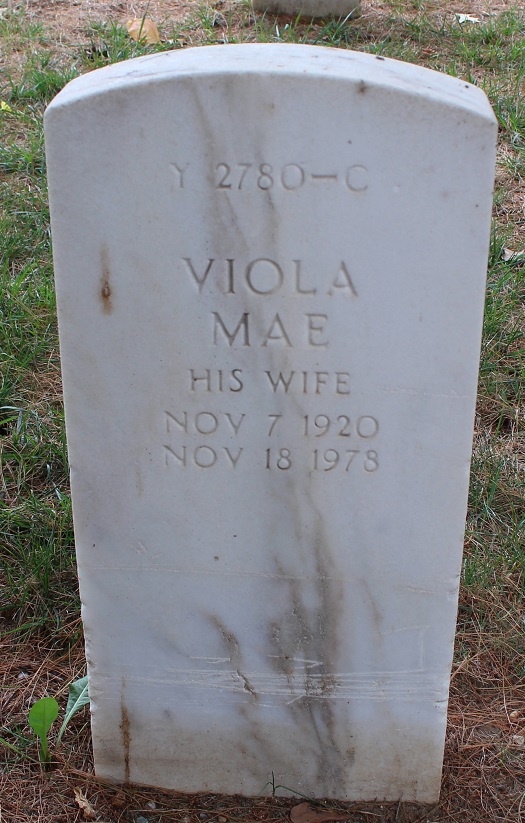 Y 2780-C
VIOLA
MAE
HIS WIFE
NOV 7 1920
NOV 18 1978